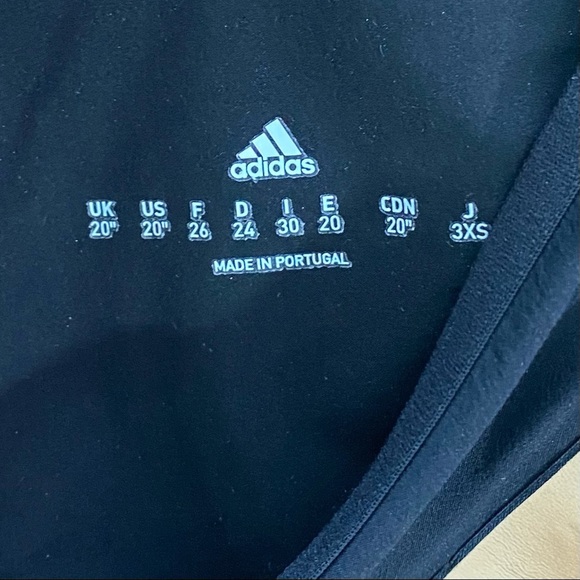 adidas
UK US F D I E CDN J
20" 20" 26 24 30 20 20" 3XS
MADE IN PORTUGAL